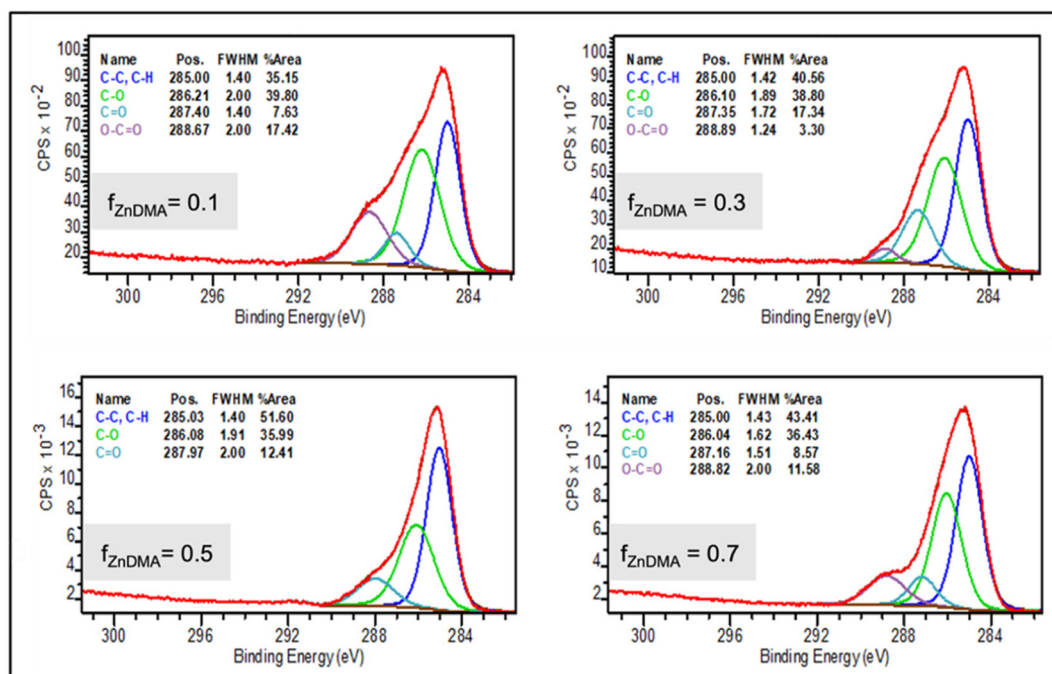 Name Pos. FWHM %Area
C-C, C-H 285.00 1.40 35.15
C-O 286.21 2.00 39.80
C=O 287.40 1.40 7.63
O-C=O 288.67 2.00 17.42
fZnDMA= 0.1
CPS x 10-2
100
90
80
70
60
50
40
30
20
300 296 292 288 284
Binding Energy (eV)
Name Pos. FWHM %Area
C-C, C-H 285.00 1.42 40.56
C-O 286.10 1.89 38.80
C=O 287.35 1.72 17.34
O-C=O 288.89 1.24 3.30
fZnDMA= 0.3
CPS x 10-2
100
90
80
70
60
50
40
30
20
10
300 296 292 288 284
Binding Energy (eV)
Name Pos. FWHM %Area
C-C, C-H 285.03 1.40 51.60
C-O 286.08 1.91 35.99
C=O 287.97 2.00 12.41
fZnDMA = 0.5
CPS x 10-3
16
14
12
10
8
6
4
2
300 296 292 288 284
Binding Energy (eV)
Name Pos. FWHM %Area
C-C, C-H 285.00 1.43 43.41
C-O 286.04 1.62 36.43
C=O 287.16 1.51 8.57
O-C=O 288.82 2.00 11.58
fZnDMA = 0.7
CPS x 10-3
14
12
10
8
6
4
2
300 296 292 288 284
Binding Energy (eV)